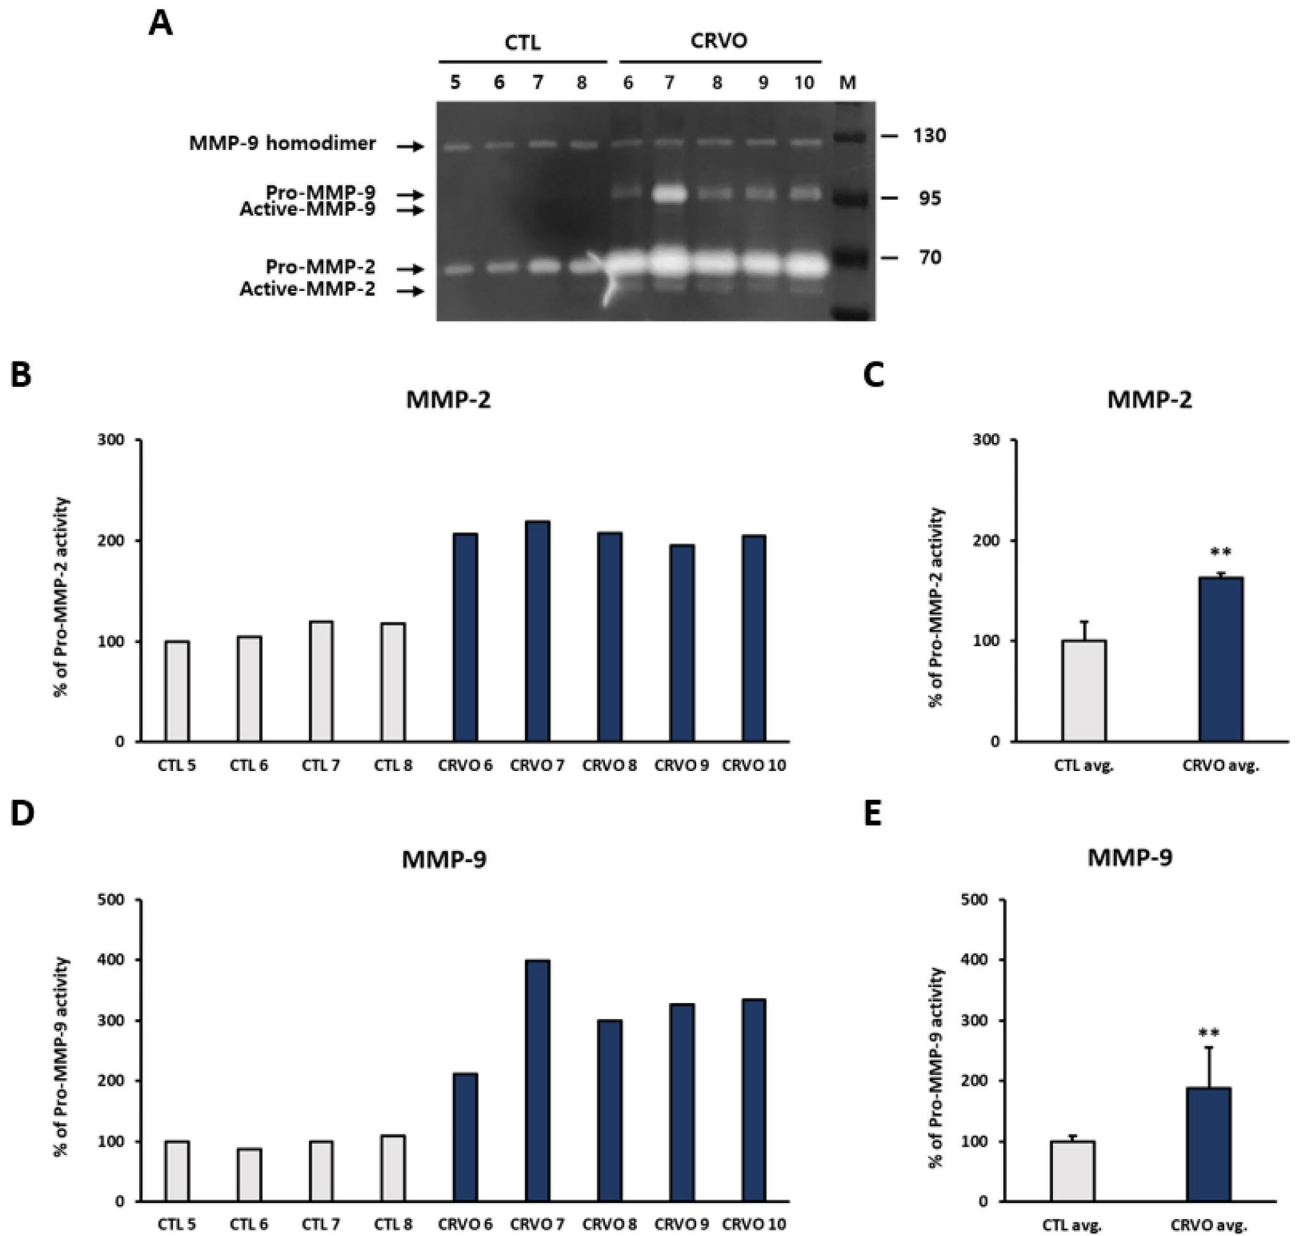 A
CTL CRVO
5 6 7 8 6 7 8 9 10 M
MMP-9 homodimer
130
Pro-MMP-9
95
Active-MMP-9
70
Pro-MMP-2
Active-MMP-2
B
MMP-2
300
200
100
0
% of Pro-MMP-2 activity
CTL 5 CTL 6 CTL 7 CTL 8 CRVO 6 CRVO 7 CRVO 8 CRVO 9 CRVO 10
C
MMP-2
300
200
100
0
% of Pro-MMP-2 activity
**
CTL avg. CRVO avg.
D
MMP-9
500
400
300
200
100
0
% of Pro-MMP-9 activity
CTL 5 CTL 6 CTL 7 CTL 8 CRVO 6 CRVO 7 CRVO 8 CRVO 9 CRVO 10
E
MMP-9
500
400
300
200
100
0
% of Pro-MMP-9 activity
**
CTL avg. CRVO avg.